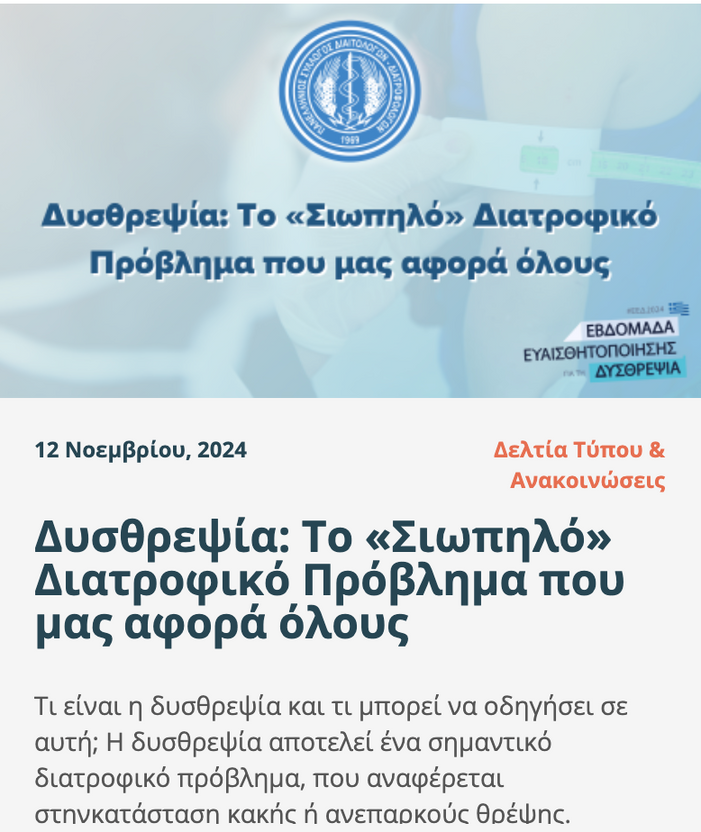 ΠΑΝΕΛΛΗΝΙΟΣ ΣΥΛΛΟΓΟΣ ΔΙΑΙΤΟΛΟΓΩΝ - ΔΙΑΤΡΟΦΟΛΟΓΩΝ
1969
Δυσθρεψία: Το «Σιωπηλό» Διατροφικό
Πρόβλημα που μας αφορά όλους
ΕΒΔΟΜΑΔΑ
ΕΥΑΙΣΘΗΤΟΠΟΙΗΣΗΣ
ΓΙΑ ΤΗ ΔΥΣΘΡΕΨΙΑ
12 Νοεμβρίου, 2024
Δελτία Τύπου &
Ανακοινώσεις
Δυσθρεψία: Το «Σιωπηλό»
Διατροφικό Πρόβλημα που
μας αφορά όλους
Τι είναι η δυσθρεψία και τι μπορεί να οδηγήσει σε
αυτή; Η δυσθρεψία αποτελεί ένα σημαντικό
διατροφικό πρόβλημα, που αναφέρεται
στηνκατάσταση κακής ή ανεπαρκούς θρέψης.